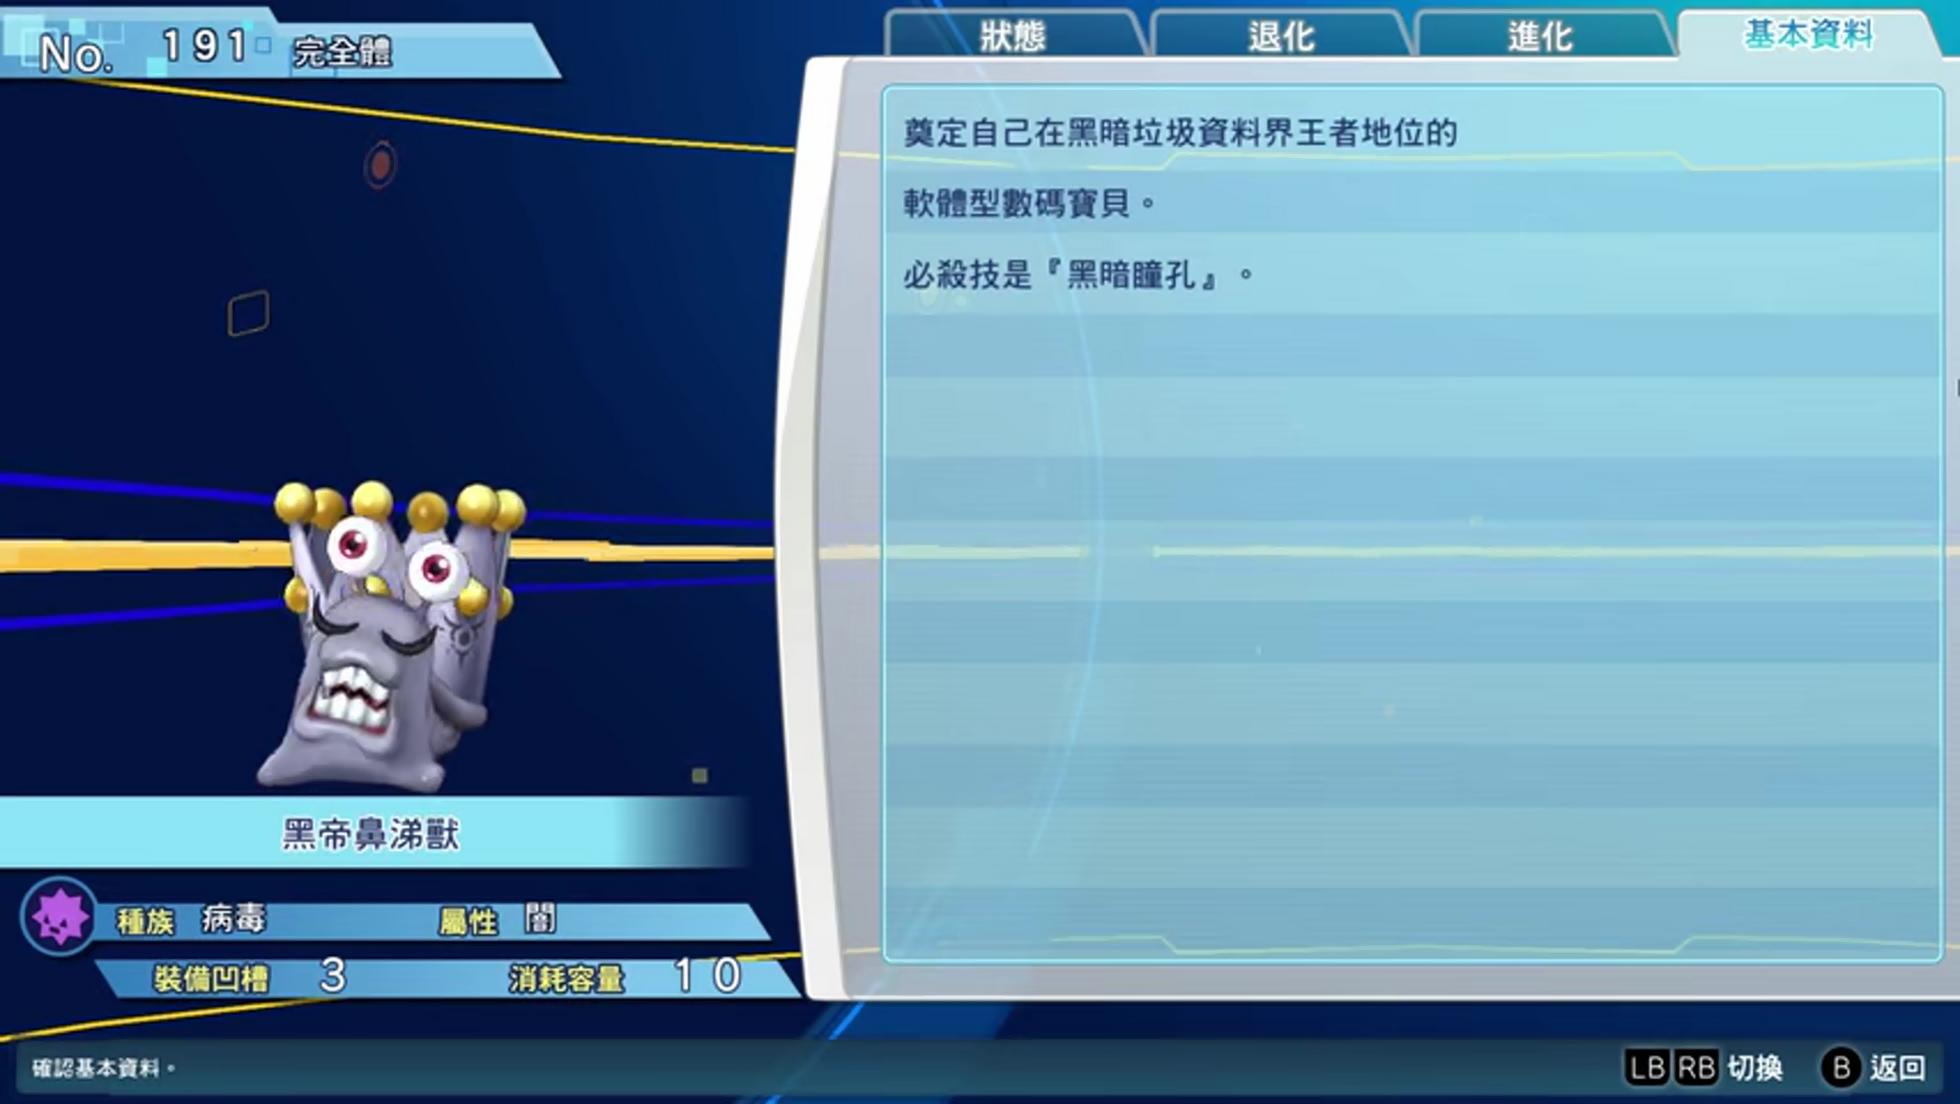 No. 191 完全體
狀態
退化
進化
基本資料
奠定自己在黑暗垃圾資料界王者地位的
軟體型數碼寶貝。
必殺技是『黑暗瞳孔』。
黑帝鼻涕獸
種族 病毒 屬性 闇
裝備凹槽 3 消耗容量 10
確認基本資料。
LB RB 切換 B 返回